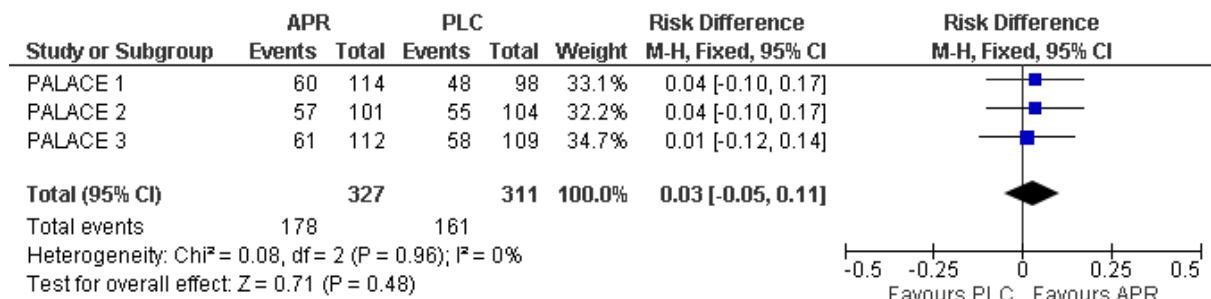 APR PLC Risk Difference Risk Difference
Study or Subgroup Events Total Events Total Weight M-H, Fixed, 95% CI M-H, Fixed, 95% CI
PALACE 1 60 114 48 98 33.1% 0.04 [-0.10, 0.17]
PALACE 2 57 101 55 104 32.2% 0.04 [-0.10, 0.17]
PALACE 3 61 112 58 109 34.7% 0.01 [-0.12, 0.14]
Total (95% CI) 327 311 100.0% 0.03 [-0.05, 0.11]
Total events 178 161
Heterogeneity: Chi² = 0.08, df = 2 (P = 0.96); I² = 0%
Test for overall effect: Z = 0.71 (P = 0.48)
-0.5 -0.25 0 0.25 0.5
Favours PLC Favours APR